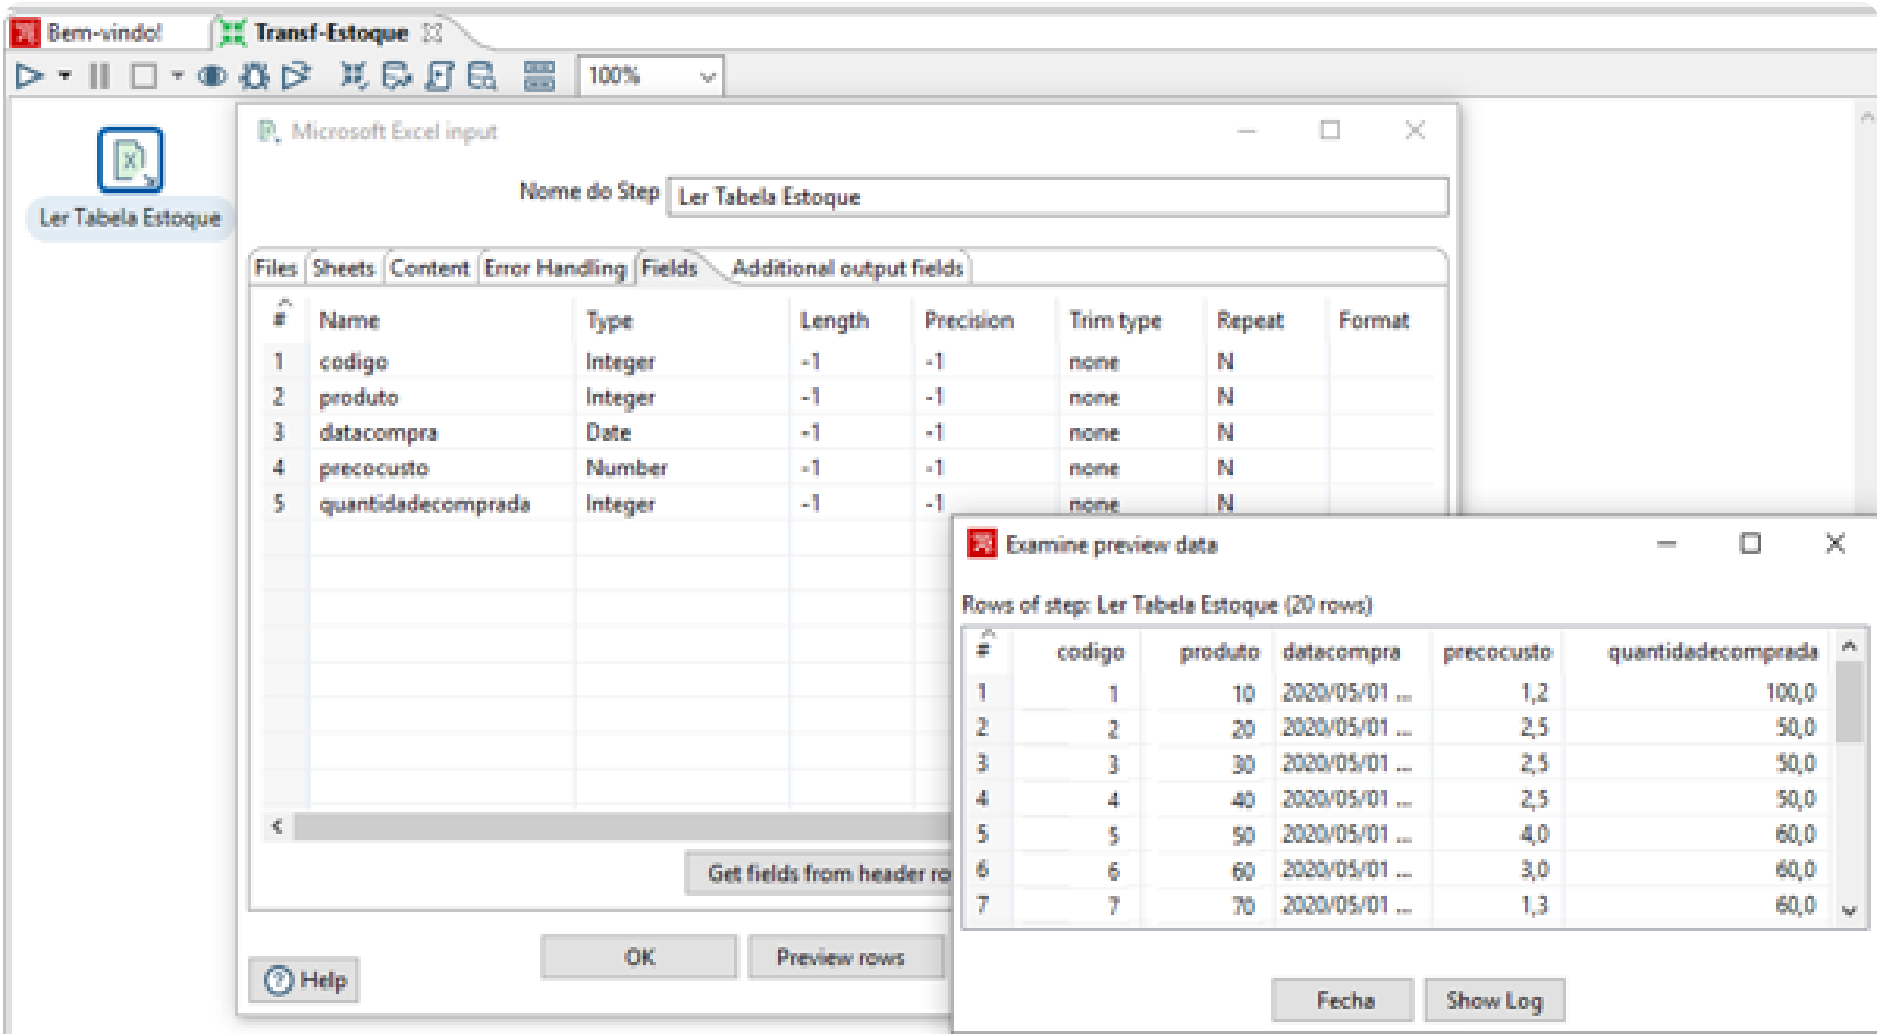 Bem-vindo!
Transf-Estoque
100%
Ler Tabela Estoque
Microsoft Excel input
Nome do Step Ler Tabela Estoque
Files Sheets Content Error Handling Fields Additional output fields
# Name Type Length Precision Trim type Repeat Format
1 codigo Integer -1 -1 none N
2 produto Integer -1 -1 none N
3 datacompra Date -1 -1 none N
4 precocusto Number -1 -1 none N
5 quantidadecomprada Integer -1 -1 none N
Get fields from header ro
OK Preview rows
Help
Examine preview data
Rows of step: Ler Tabela Estoque (20 rows)
# codigo produto datacompra precocusto quantidadecomprada
1 1 10 2020/05/01 ... 1,2 100,0
2 2 20 2020/05/01 ... 2,5 50,0
3 3 30 2020/05/01 ... 2,5 50,0
4 4 40 2020/05/01 ... 2,5 50,0
5 5 50 2020/05/01 ... 4,0 60,0
6 6 60 2020/05/01 ... 3,0 60,0
7 7 70 2020/05/01 ... 1,3 60,0
Fecha Show Log